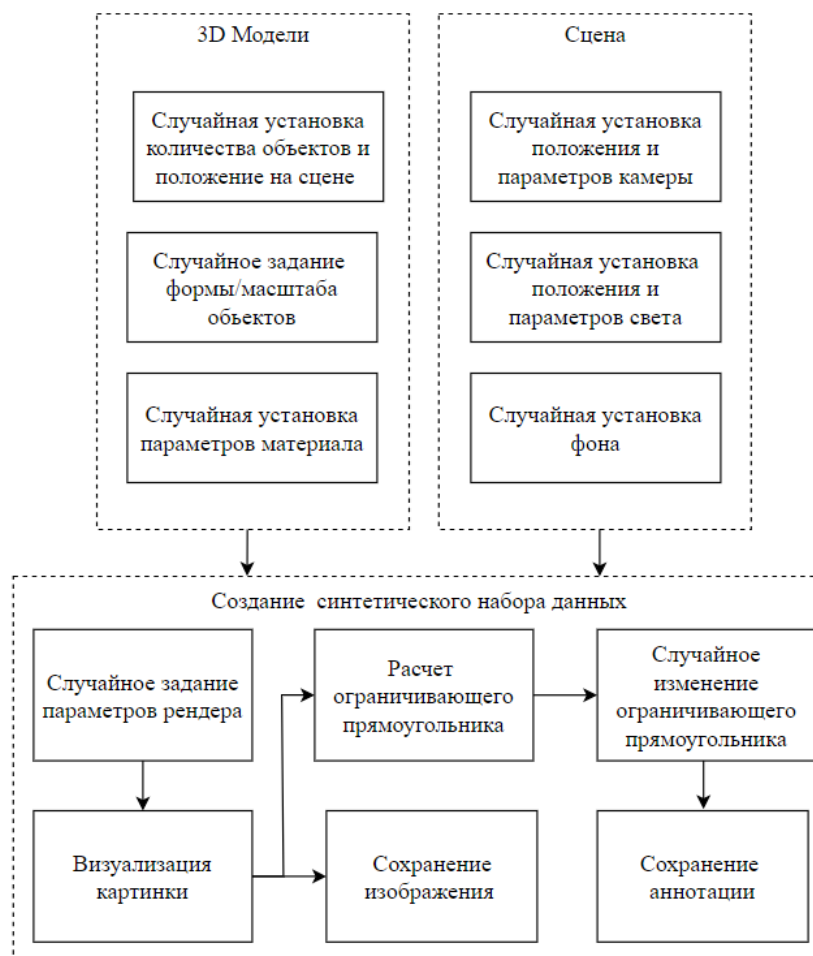 3D Модели
Случайная установка
количества объектов и
положение на сцене
Случайное задание
формы/масштаба
обьектов
Случайная установка
параметров материала
Сцена
Случайная установка
положения и
параметров камеры
Случайная установка
положения и
параметров света
Случайная установка
фона
Создание синтетического набора данных
Случайное задание
параметров рендера
Расчет
ограничивающего
прямоугольника
Случайное
изменение
ограничивающего
прямоугольника
Визуализация
картинки
Сохранение
изображения
Сохранение
аннотации